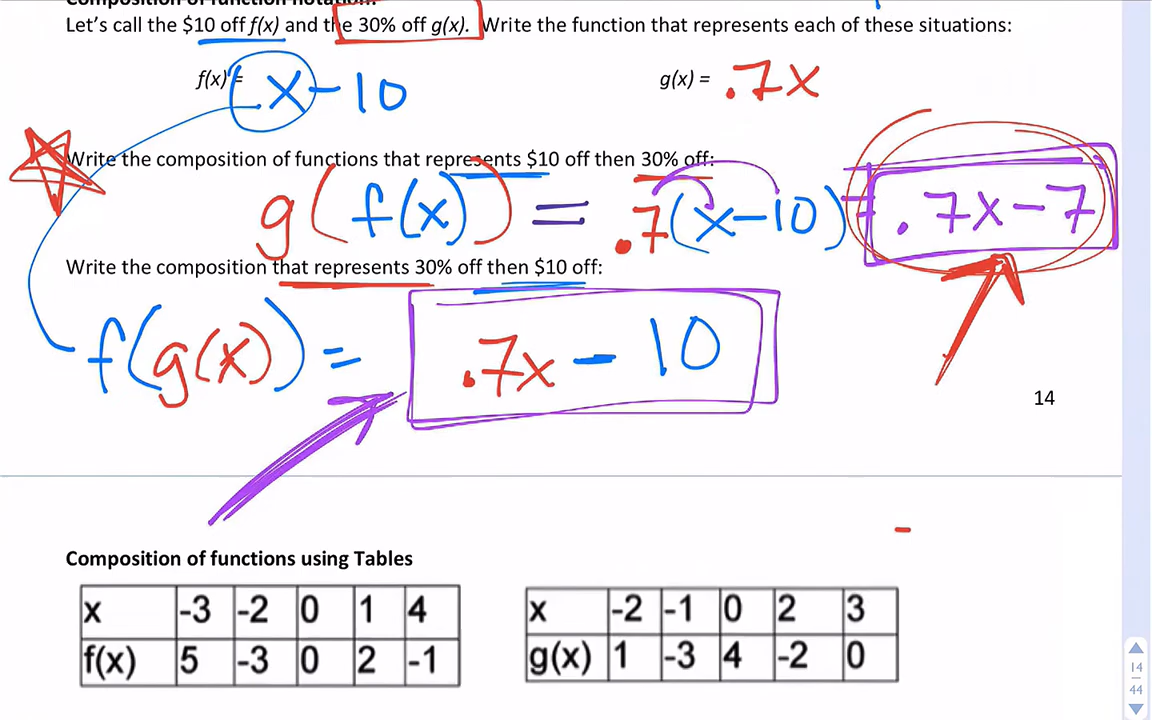 Composition of function notation:
Let's call the $10 off f(x) and the 30% off g(x). Write the function that represents each of these situations:
f(x) = x - 10
g(x) = .7x
Write the composition of functions that represents $10 off then 30% off:
g(f(x)) = .7(x-10) = .7x - 7
Write the composition that represents 30% off then $10 off:
f(g(x)) = .7x - 10
14
Composition of functions using Tables
x -3 -2 0 1 4
f(x) 5 -3 0 2 -1
x -2 -1 0 2 3
g(x) 1 -3 4 -2 0
14
44